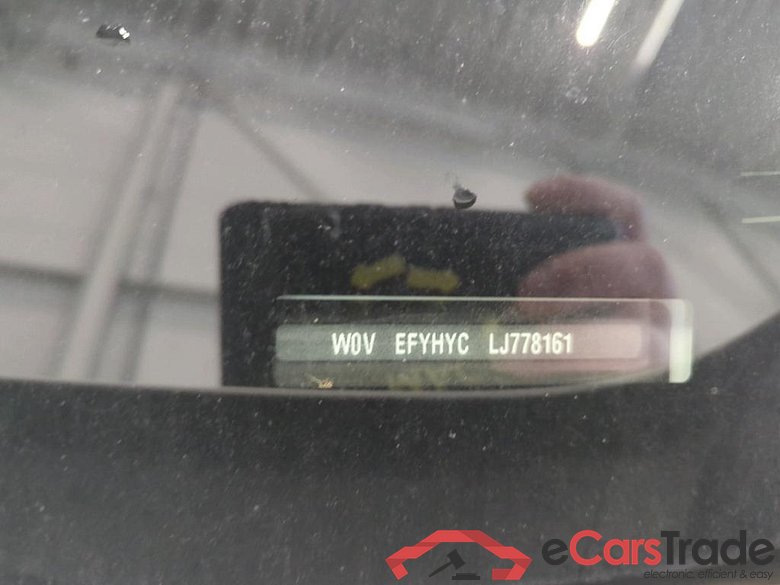 W0V EFYHYC LJ778161
eCarsTrade
electronic, efficient & easy